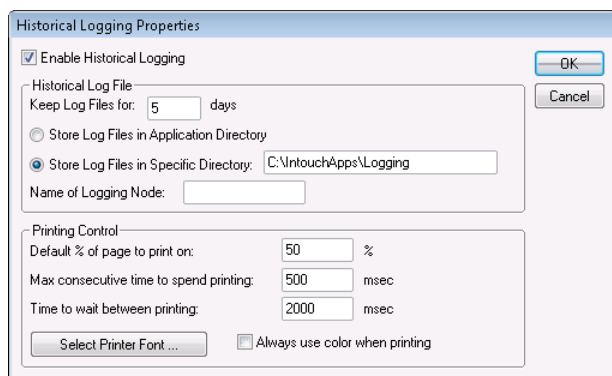 Historical Logging Properties
Enable Historical Logging
OK
Historical Log File
Keep Log Files for: 5 days
Cancel
Store Log Files in Application Directory
Store Log Files in Specific Directory: C:\IntouchApps\Logging
Name of Logging Node:
Printing Control
Default % of page to print on: 50 %
Max consecutive time to spend printing: 500 msec
Time to wait between printing: 2000 msec
Select Printer Font ... Always use color when printing